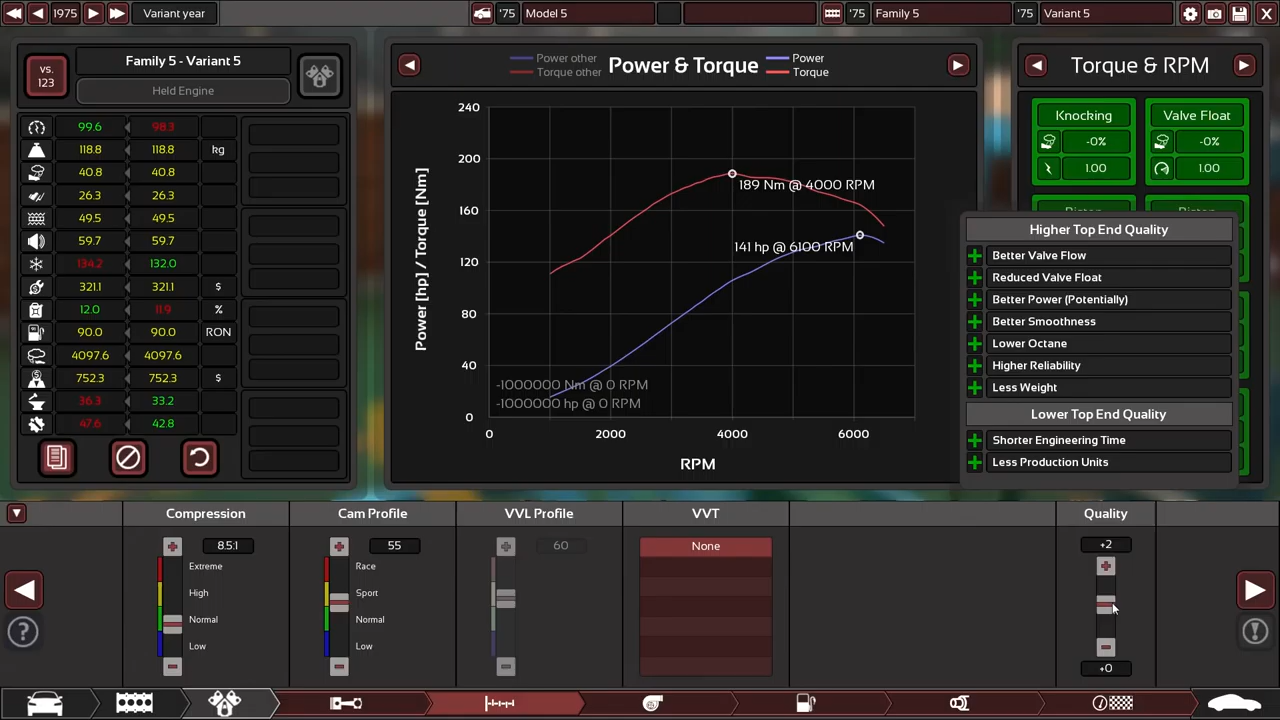 1975
Variant year
'75
Model 5
'75
Family 5
'75
Variant 5
vs.
123
Family 5 - Variant 5
Held Engine
99.6 98.3
118.8 118.8 kg
40.8 40.8
26.3 26.3
49.5 49.5
59.7 59.7
134.2 132.0
321.1 321.1 $
12.0 11.9 %
90.0 90.0 RON
4097.6 4097.6
752.3 752.3 $
36.3 33.2
47.6 42.8
Power other
Torque other
Power & Torque
Power
Torque
240
200
160
120
80
40
0
Power [hp] / Torque [Nm]
189 Nm @ 4000 RPM
141 hp @ 6100 RPM
-1000000 Nm @ 0 RPM
-1000000 hp @ 0 RPM
0 2000 4000 6000
RPM
Torque & RPM
Knocking
-0%
1.00
Valve Float
-0%
1.00
Piston
Piston
Higher Top End Quality
Better Valve Flow
Reduced Valve Float
Better Power (Potentially)
Better Smoothness
Lower Octane
Higher Reliability
Less Weight
Lower Top End Quality
Shorter Engineering Time
Less Production Units
Compression
8.5:1
Extreme
High
Normal
Low
Cam Profile
55
Race
Sport
Normal
Low
VVL Profile
60
VVT
None
Quality
+2
+0